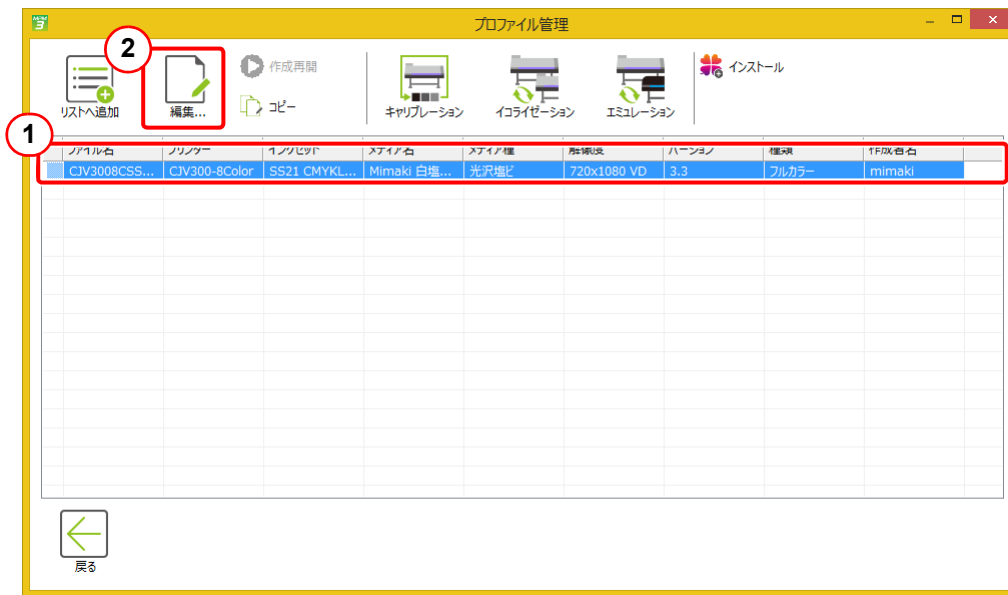 MPM
3
プロファイル管理
2
リストへ追加
編集...
作成再開
コピー
キャリブレーション
イコライゼーション
エミュレーション
インストール
1
ファイル名 プリンター インクセット メディア名 メディア種 解像度 バージョン 種類 作成者名
CJV3008CSS... CJV300-8Color SS21 CMYKL... Mimaki 白塩... 光沢塩ビ 720x1080 VD 3.3 フルカラー mimaki
戻る